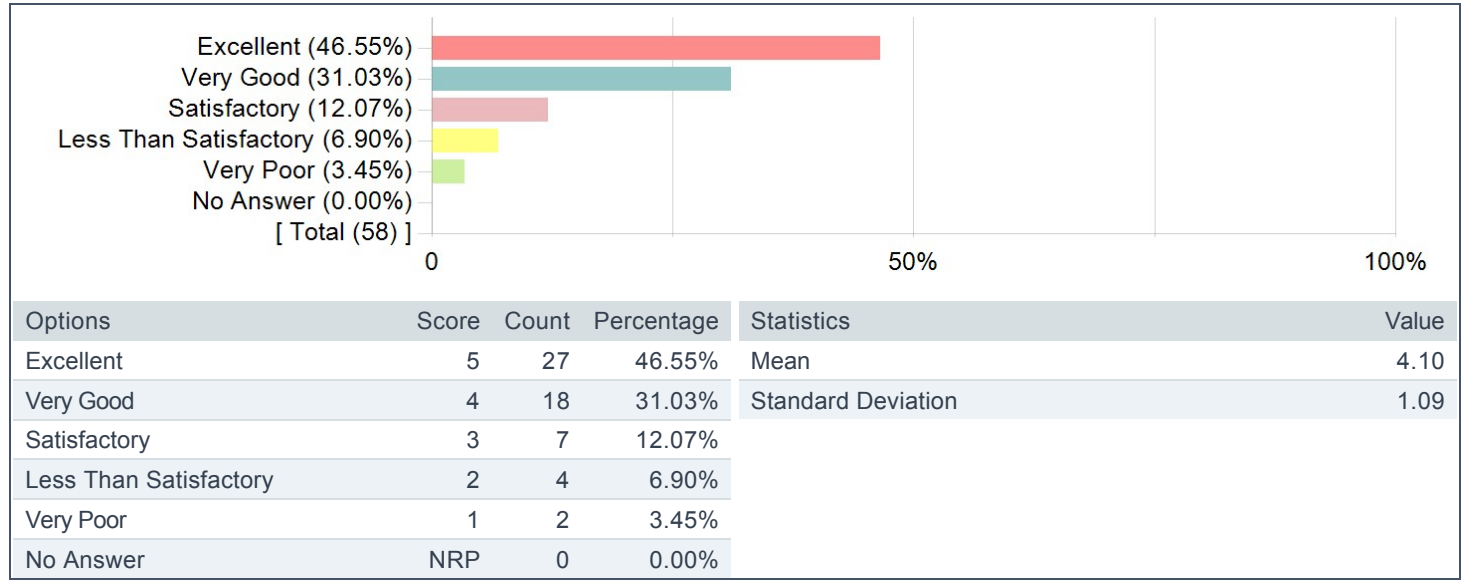 Excellent (46.55%)
Very Good (31.03%)
Satisfactory (12.07%)
Less Than Satisfactory (6.90%)
Very Poor (3.45%)
No Answer (0.00%)
[ Total (58) ]
0 50% 100%
Options Score Count Percentage
Excellent 5 27 46.55%
Very Good 4 18 31.03%
Satisfactory 3 7 12.07%
Less Than Satisfactory 2 4 6.90%
Very Poor 1 2 3.45%
No Answer NRP 0 0.00%
Statistics Value
Mean 4.10
Standard Deviation 1.09